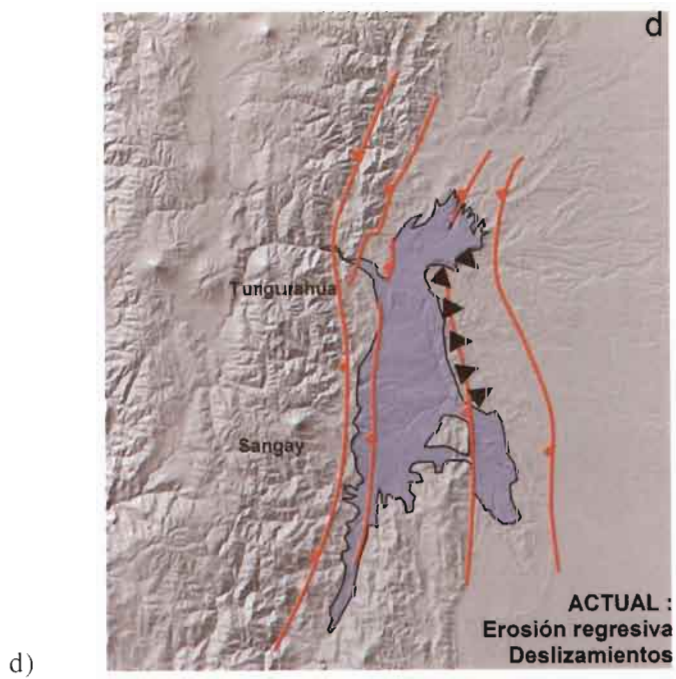 d
Tungurahua
Sangay
ACTUAL :
Erosión regresiva
Deslizamientos
d)